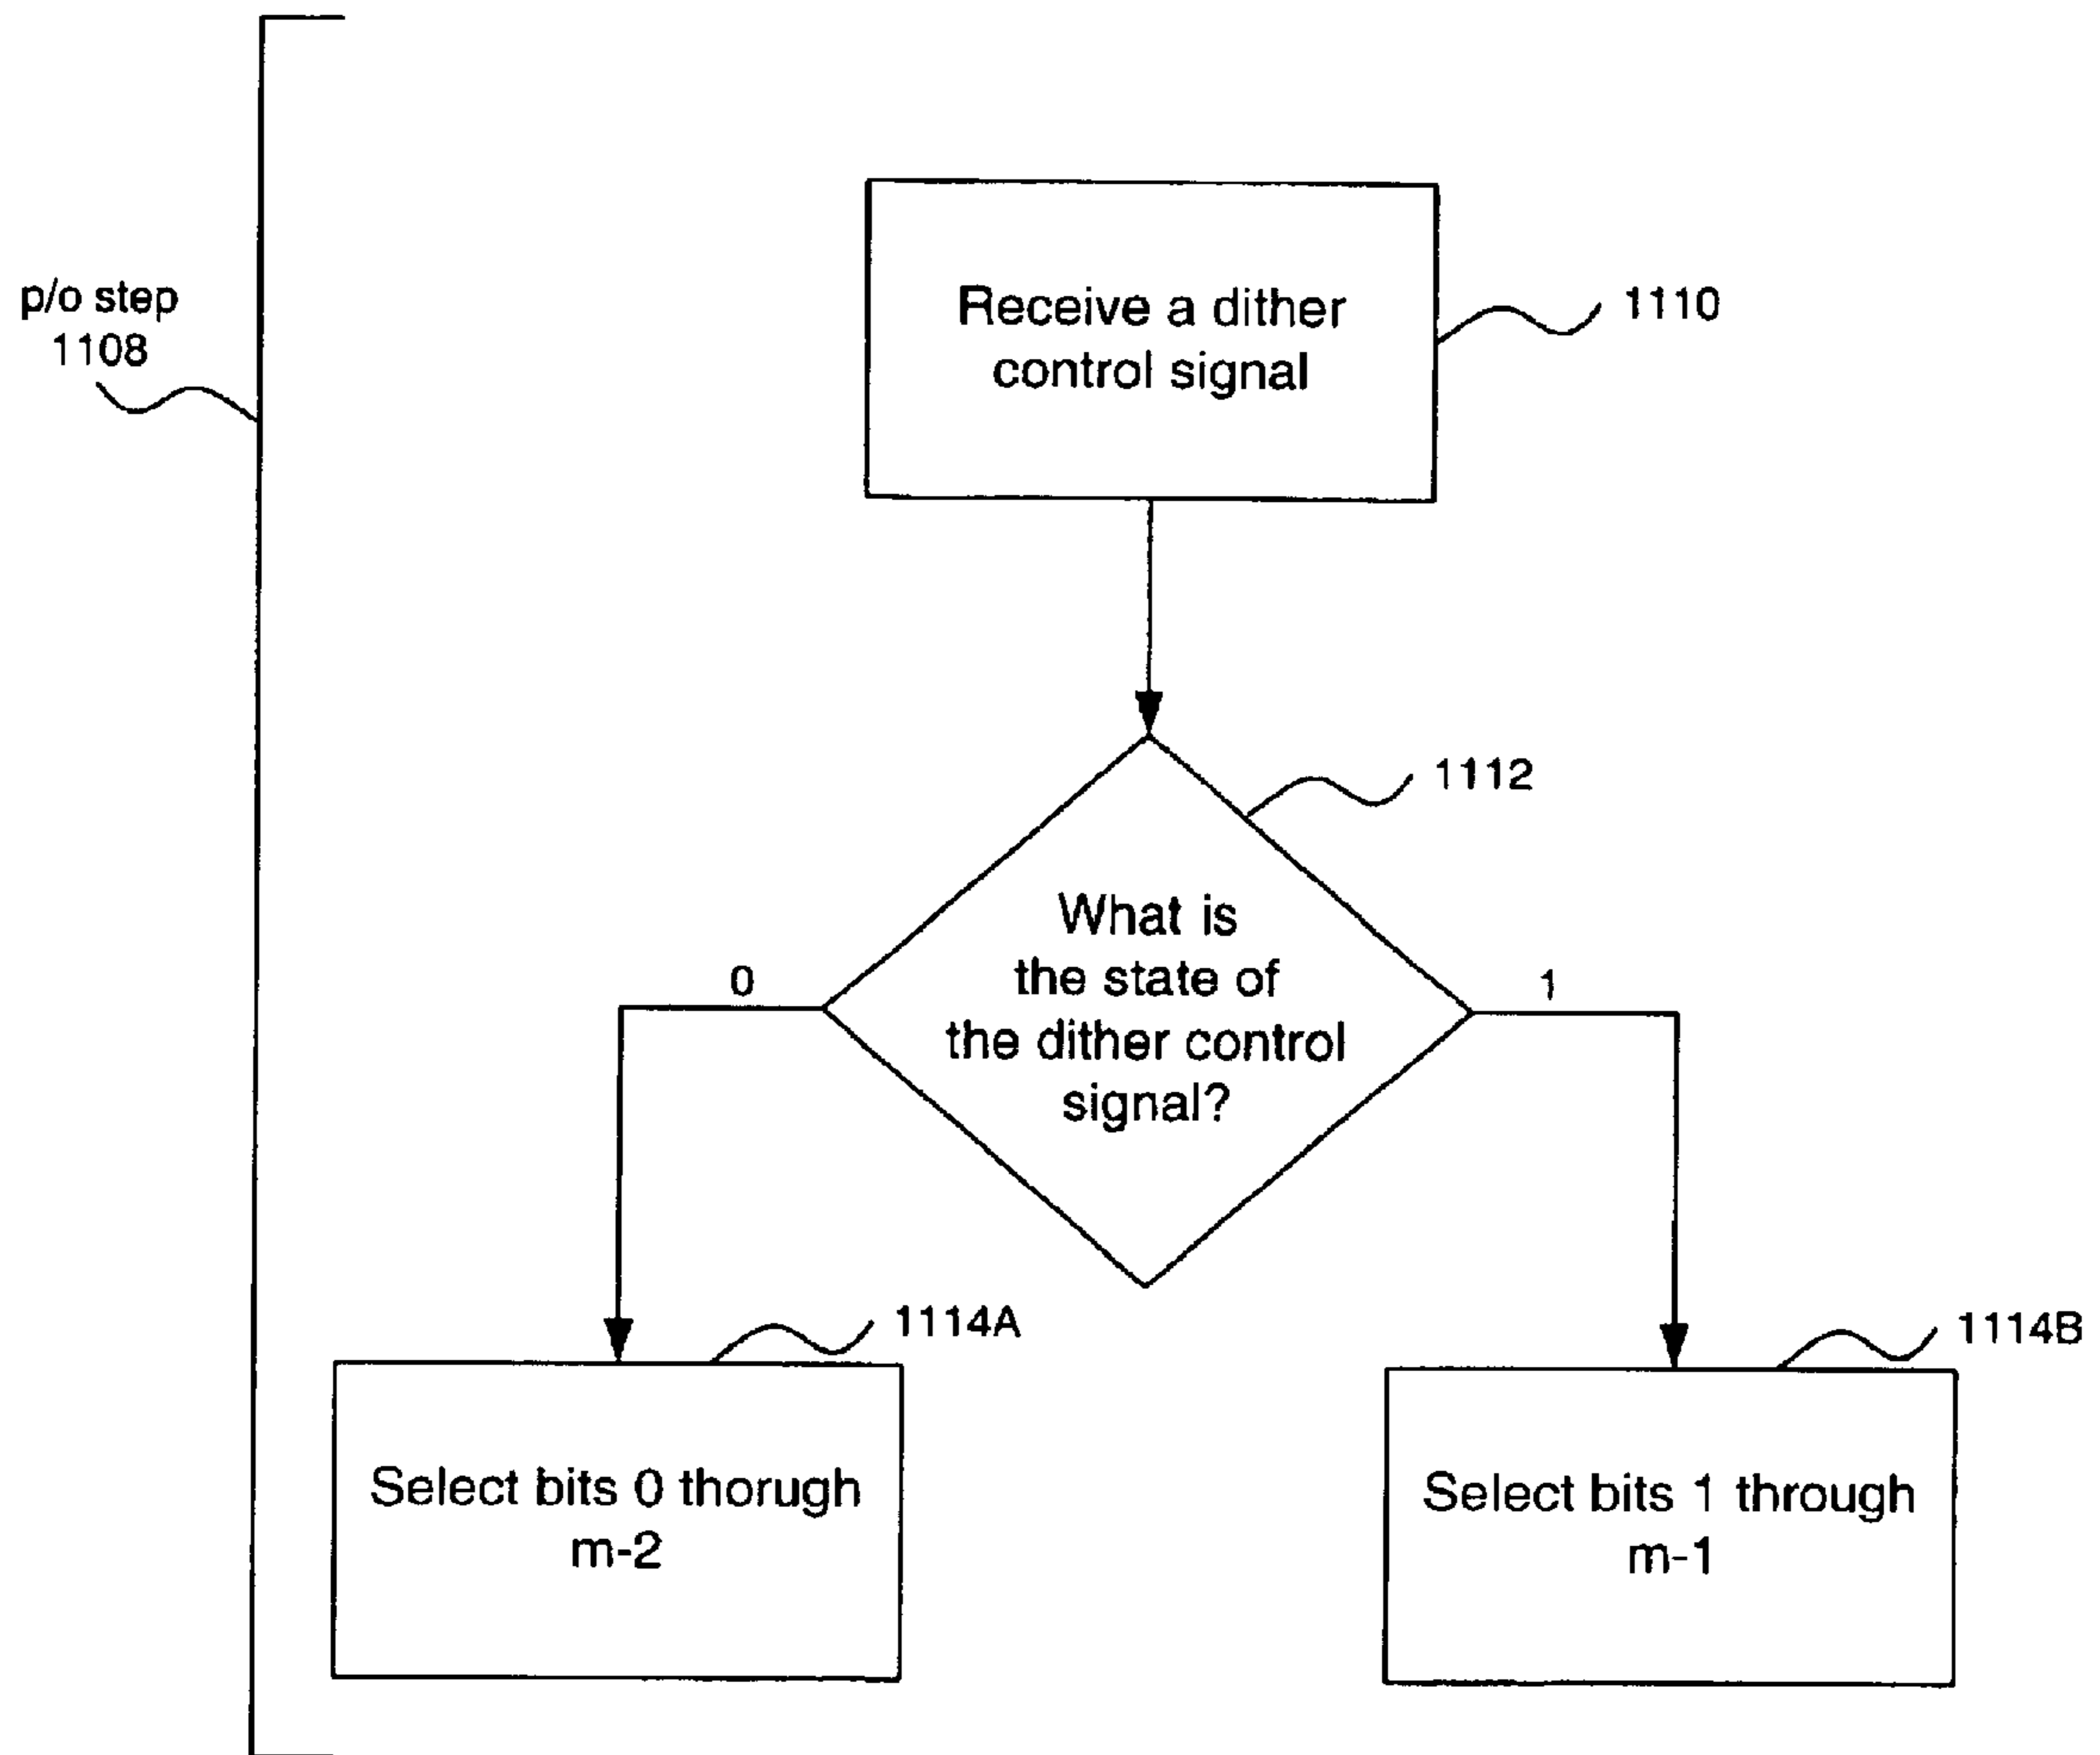 p/o step
1108
Receive a dither
control signal
1110
1112
What is
the state of
the dither control
signal?
0
1
1114A
1114B
Select bits 0 thorugh
m-2
Select bits 1 through
m-1